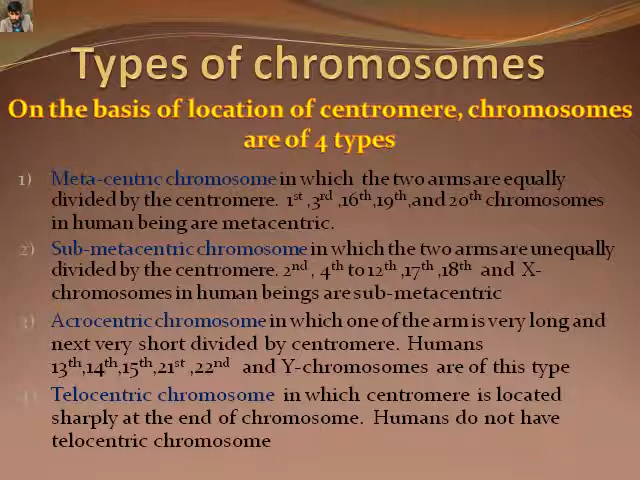 Types of chromosomes
On the basis of location of centromere, chromosomes
are of 4 types
1) Meta-centric chromosome in which the two arms are equally
divided by the centromere. 1st ,3rd ,16th,19th,and 20th chromosomes
in human being are metacentric.
2) Sub-metacentric chromosome in which the two arms are unequally
divided by the centromere. 2nd , 4th to 12th ,17th ,18th and X-
chromosomes in human beings are sub-metacentric
3) Acrocentric chromosome in which one of the arm is very long and
next very short divided by centromere. Humans
13th,14th,15th,21st ,22nd and Y-chromosomes are of this type
4) Telocentric chromosome in which centromere is located
sharply at the end of chromosome. Humans do not have
telocentric chromosome